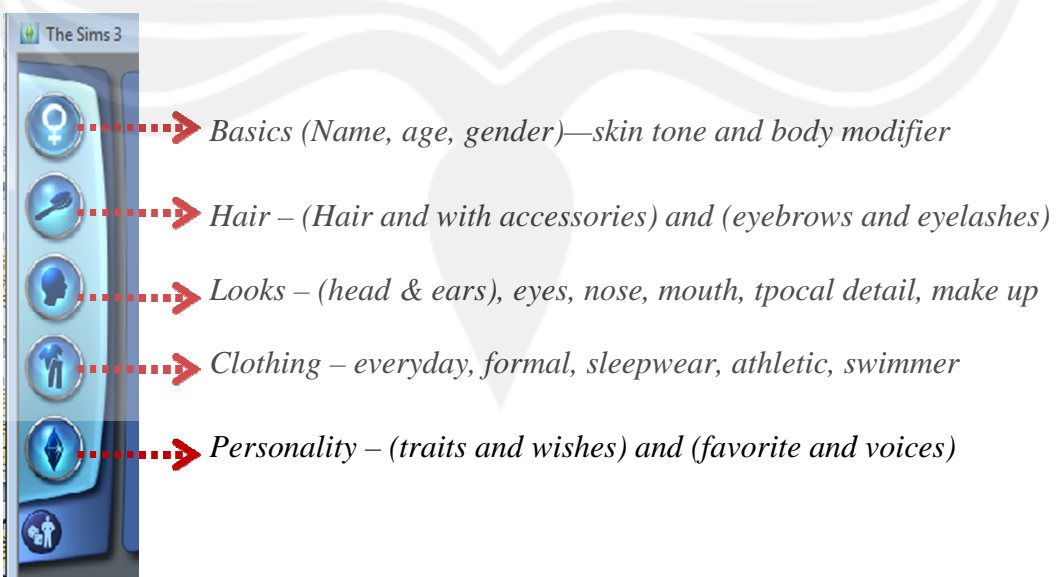 The Sims 3
Basics (Name, age, gender)—skin tone and body modifier
Hair – (Hair and with accessories) and (eyebrows and eyelashes)
Looks – (head & ears), eyes, nose, mouth, tpocal detail, make up
Clothing – everyday, formal, sleepwear, athletic, swimmer
Personality – (traits and wishes) and (favorite and voices)